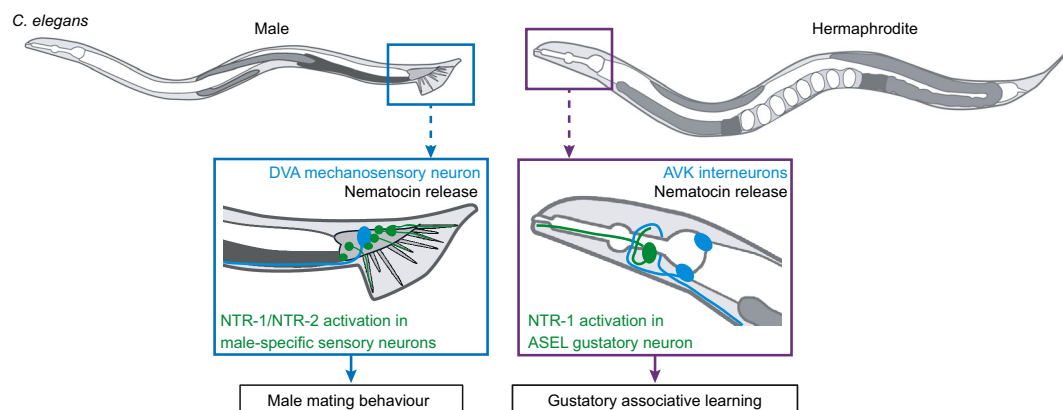 C. elegans
Male
Hermaphrodite
DVA mechanosensory neuron
Nematocin release
NTR-1/NTR-2 activation in
male-specific sensory neurons
Male mating behaviour
AVK interneurons
Nematocin release
NTR-1 activation in
ASEL gustatory neuron
Gustatory associative learning